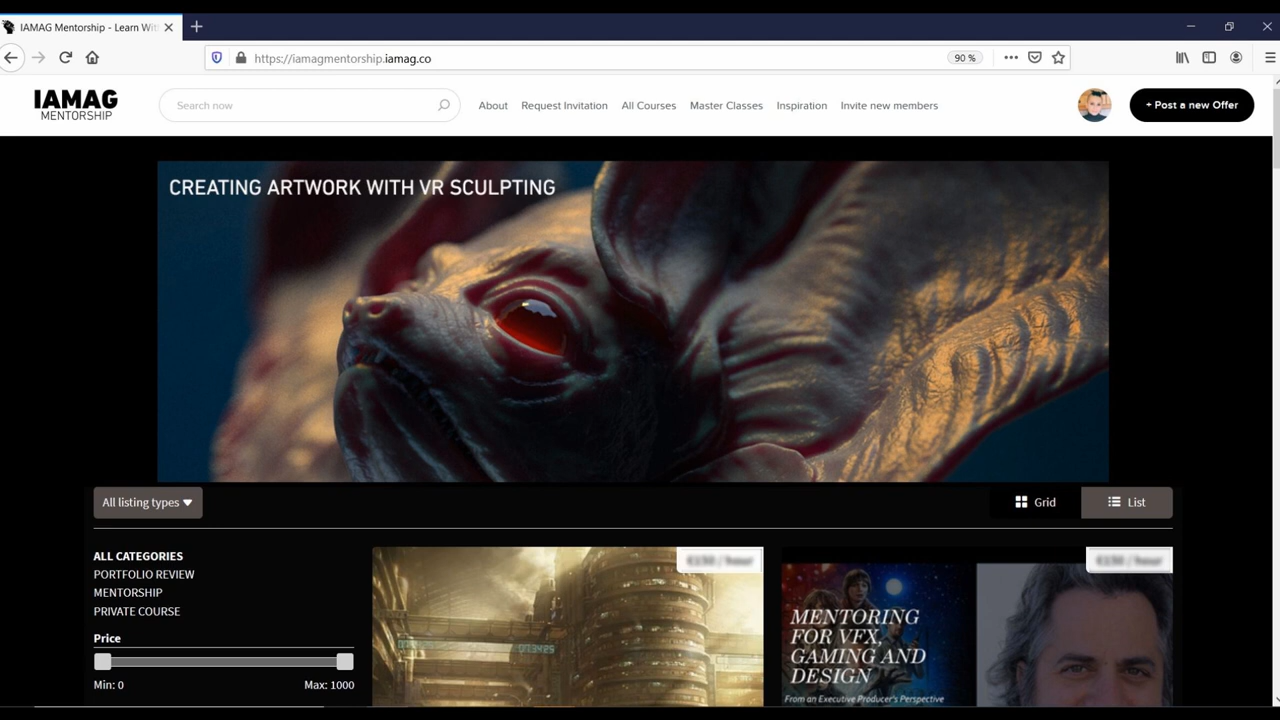 IAMAG Mentorship - Learn Wit
https://iamagmentorship.iamag.co
90 %
IAMAG
MENTORSHIP
Search now
About
Request Invitation
All Courses
Master Classes
Inspiration
Invite new members
+ Post a new Offer
CREATING ARTWORK WITH VR SCULPTING
All listing types
Grid
List
ALL CATEGORIES
PORTFOLIO REVIEW
MENTORSHIP
PRIVATE COURSE
Price
Min: 0
Max: 1000
MENTORING
FOR VFX,
GAMING AND
DESIGN
From an Executive Producer's Perspective